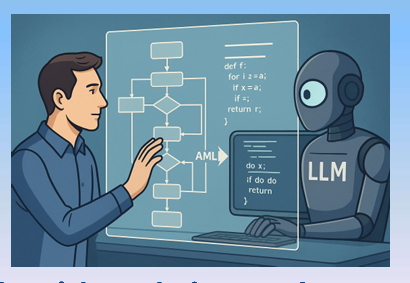 def f:
for i z=a;
if x=a;
if =;
return r;
}
AML
do x;
if do do
return
}
LLM